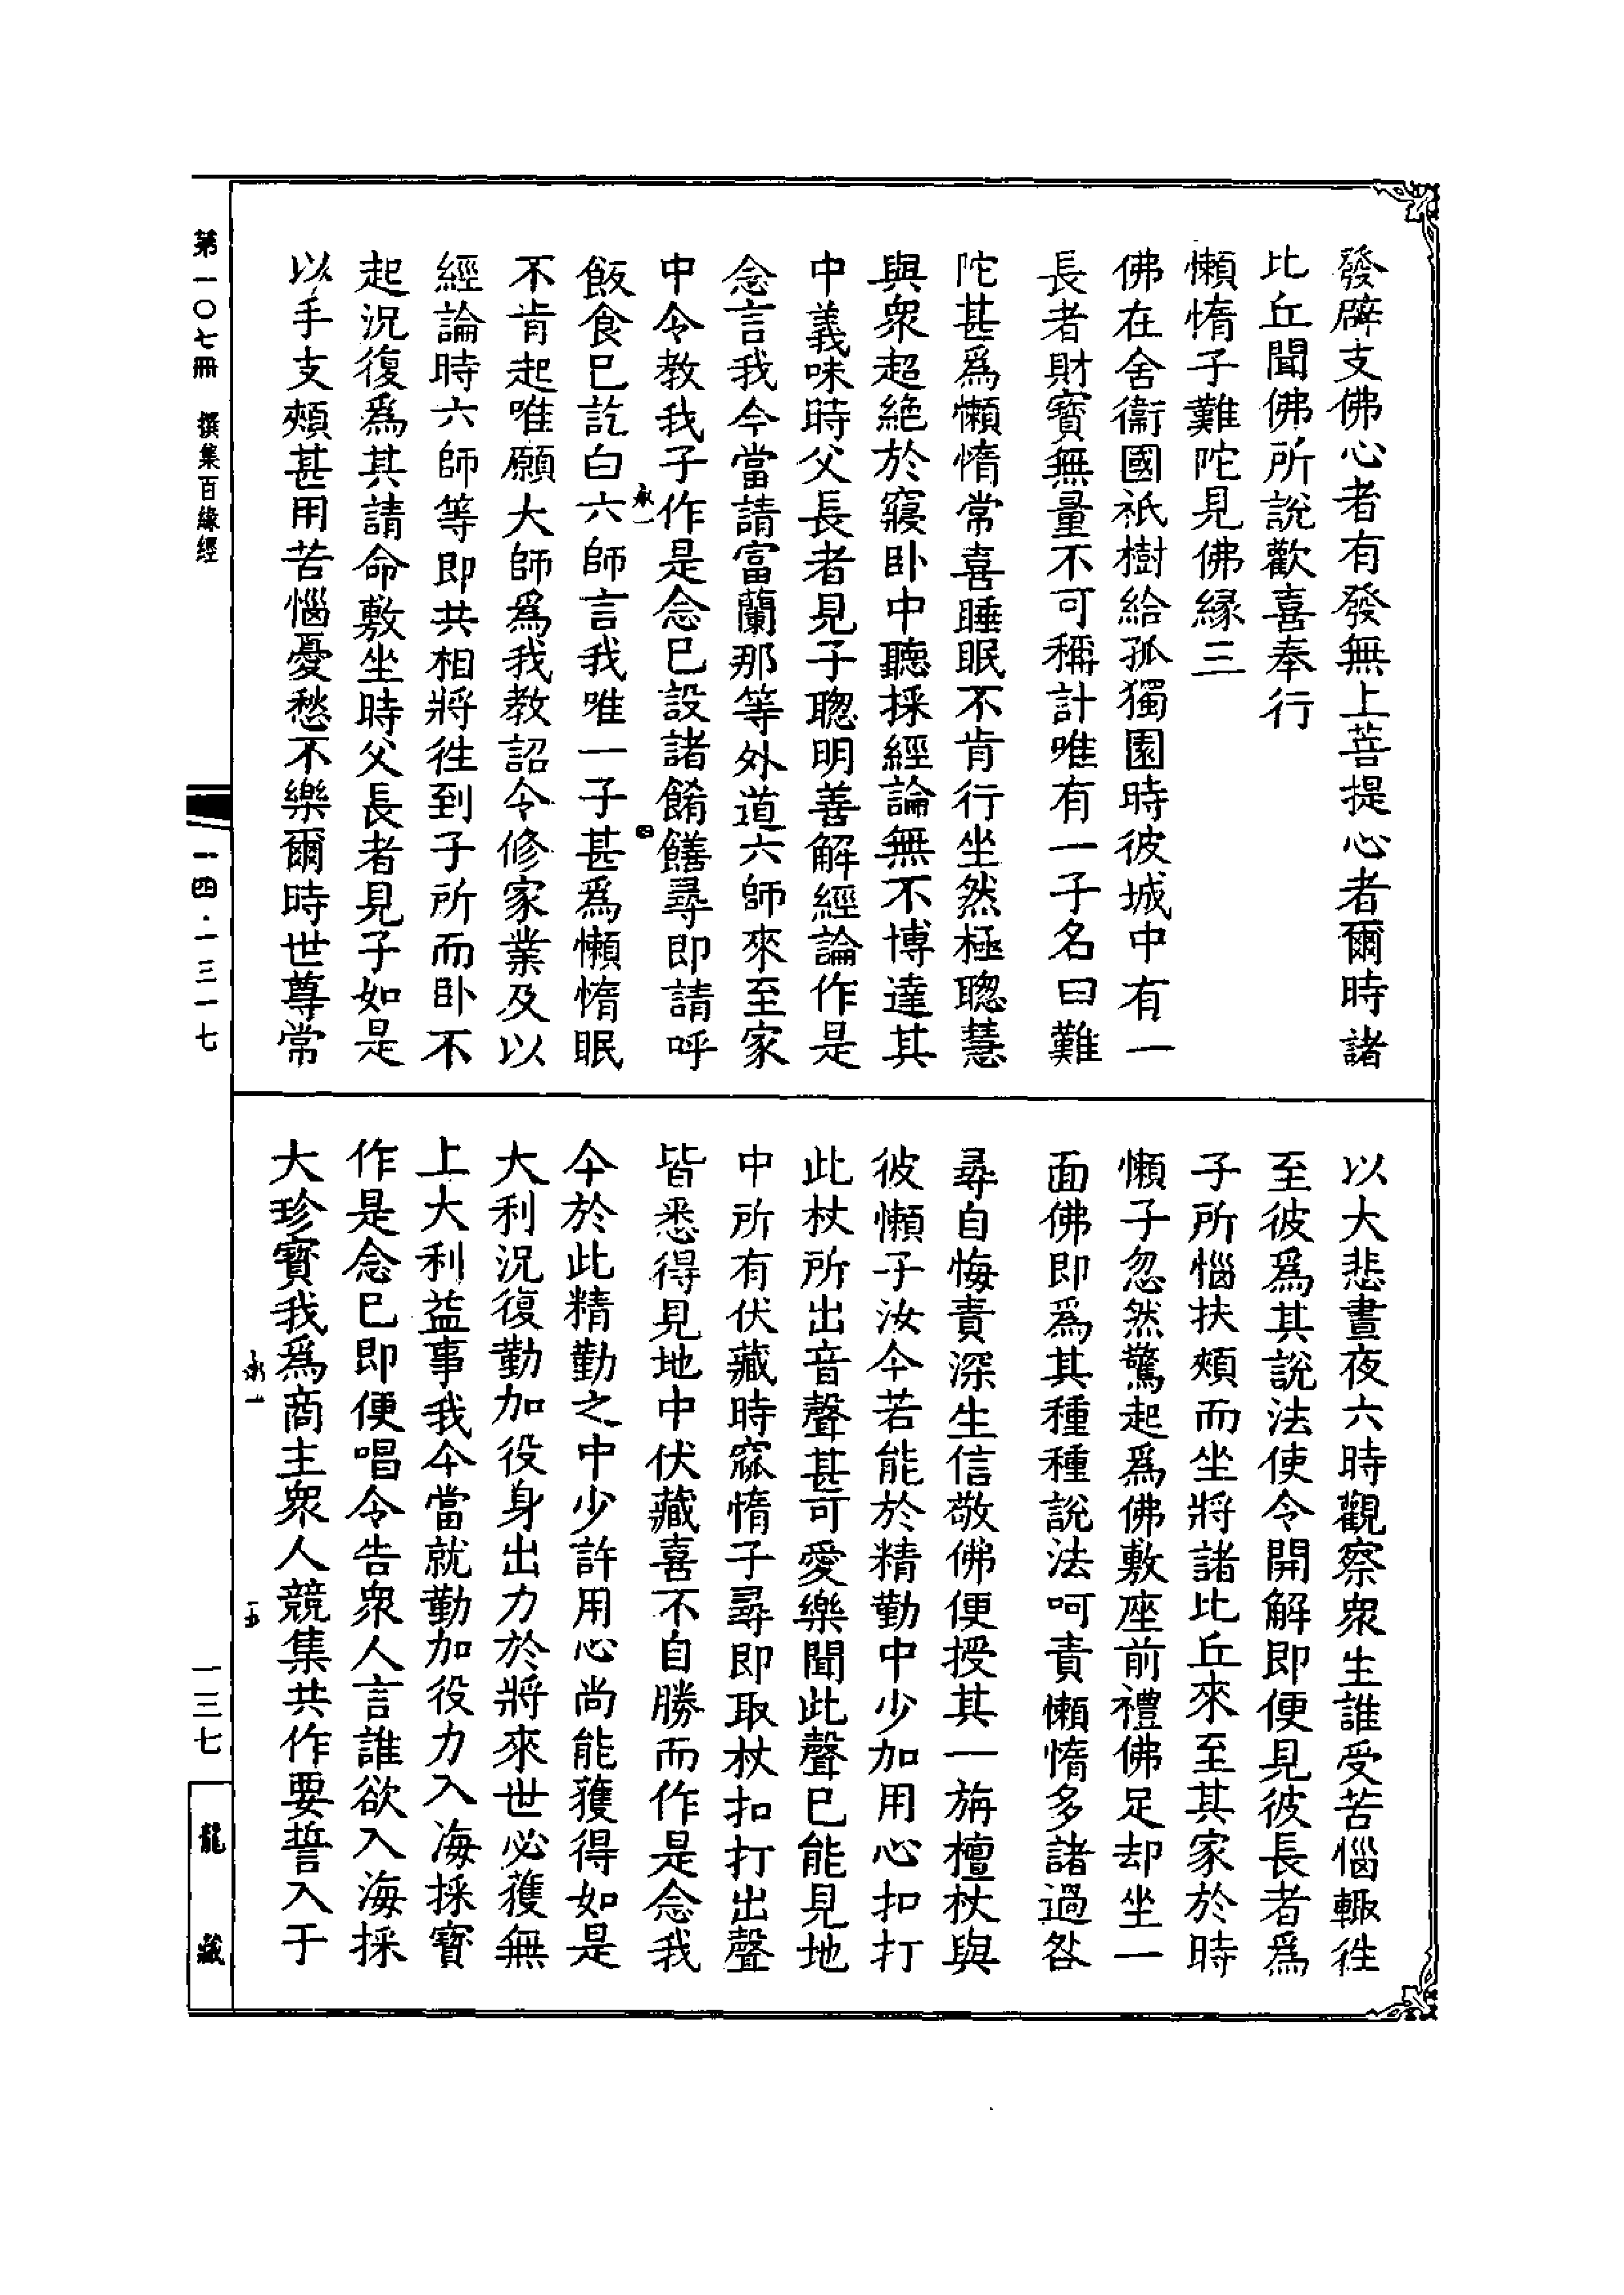 發辟支佛心者有發無上菩提心者爾時諸
比丘聞佛所說歡喜奉行
懶惰子難陀見佛緣三
佛在舍衞國祇樹給孤獨園時彼城中有一
長者財寳無量不可稱計唯有一子名曰難
陀甚爲懶惰常喜睡眠不肯行坐然極聦慧
與衆超絶於寢卧中聽採經論無不博達其
中義味時父長者見子聦明善解經論作是
念言我今當請富蘭那等外道六師來至家
中令教我子作是念巳設諸餚饍尋即請呼
永一
四
飯食巳訖白六師言我唯一子甚爲懶惰眠
不肯起唯願大師爲我教詔令修家業及以
經論時六師等即共相將徃到子所而卧不
起況復爲其請命敷坐時父長者見子如是
以手支頰甚用苦惱憂愁不樂爾時世尊常
以大悲晝夜六時觀察衆生誰受苦惱輙徃
至彼爲其說法使令開解即便見彼長者爲
子所惱扶頰而坐將諸比丘來至其家於時
懶子忽然驚起爲佛敷座前禮佛足却坐一
面佛即爲其種種說法呵責懶惰多諸過咎
尋自悔責深生信敬佛便授其一栴檀杖與
彼懶子汝今若能於精勤中少加用心扣打
此杖所出音聲甚可愛樂聞此聲巳能見地
中所有伏藏時窳惰子尋即取杖扣打出聲
皆悉得見地中伏藏喜不自勝而作是念我
今於此精勤之中少許用心尚能獲得如是
大利況復勤加役身出力於將來世必獲無
上大利益事我今當就勤加役力入海採寳
作是念巳即便唱令告衆人言誰欲入海採
大珍寳我爲商主衆人競集共作要誓入于
永一
五
第一〇七冊 撰集百緣經
一四·一三一七
一三七
龍藏